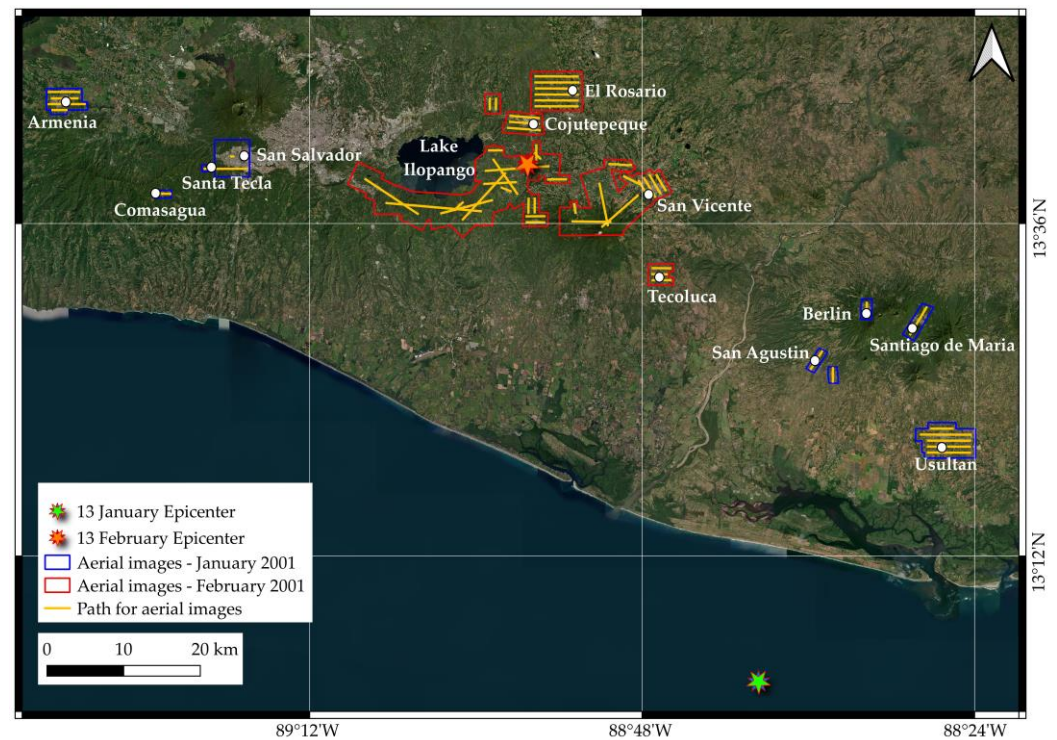 El Rosario
Armenia
Cojutepeque
Lake
Ilopango
San Salvador
Santa Tecla
Comasagua
San Vicente
13°36'N
Tecoluca
Berlin
Santiago de Maria
San Agustin
Usultan
13 January Epicenter
13 February Epicenter
Aerial images - January 2001
Aerial images - February 2001
Path for aerial images
13°12'N
0 10 20 km
89°12'W 88°48'W 88°24'W